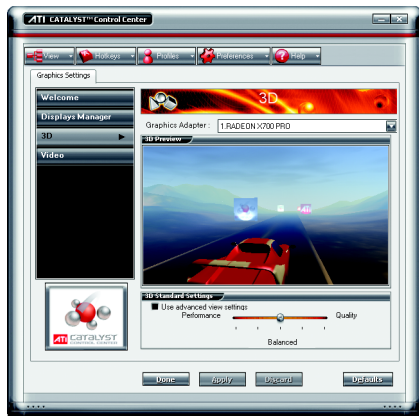 ATI CATALYST™ Control Center
View Hotkeys Profiles Preferences Help
Graphics Settings
Welcome
Displays Manager
3D
Video
3D
Graphics Adapter : 1.RADEON X700 PRO
3D Preview
ATI
3D Standard Settings
Use advanced view settings
Performance Quality
Balanced
ATI CATALYST
CONTROL CENTER
Done Apply Discard Defaults